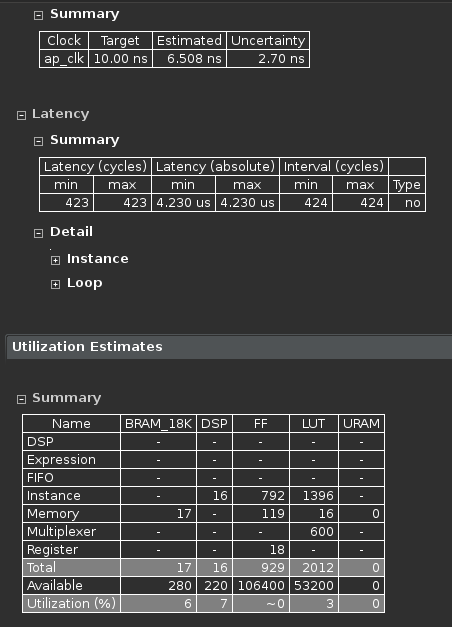 Summary
Clock Target Estimated Uncertainty
ap_clk 10.00 ns 6.508 ns 2.70 ns
Latency
Summary
Latency (cycles) Latency (absolute) Interval (cycles)
min max min max min max Type
423 423 4.230 us 4.230 us 424 424 no
Detail
Instance
Loop
Utilization Estimates
Summary
Name BRAM_18K DSP FF LUT URAM
DSP - - - - -
Expression - - - - -
FIFO - - - - -
Instance - 16 792 1396 -
Memory 17 - 119 16 0
Multiplexer - - - 600 -
Register - - 18 - -
Total 17 16 929 2012 0
Available 280 220 106400 53200 0
Utilization (%) 6 7 ~0 3 0